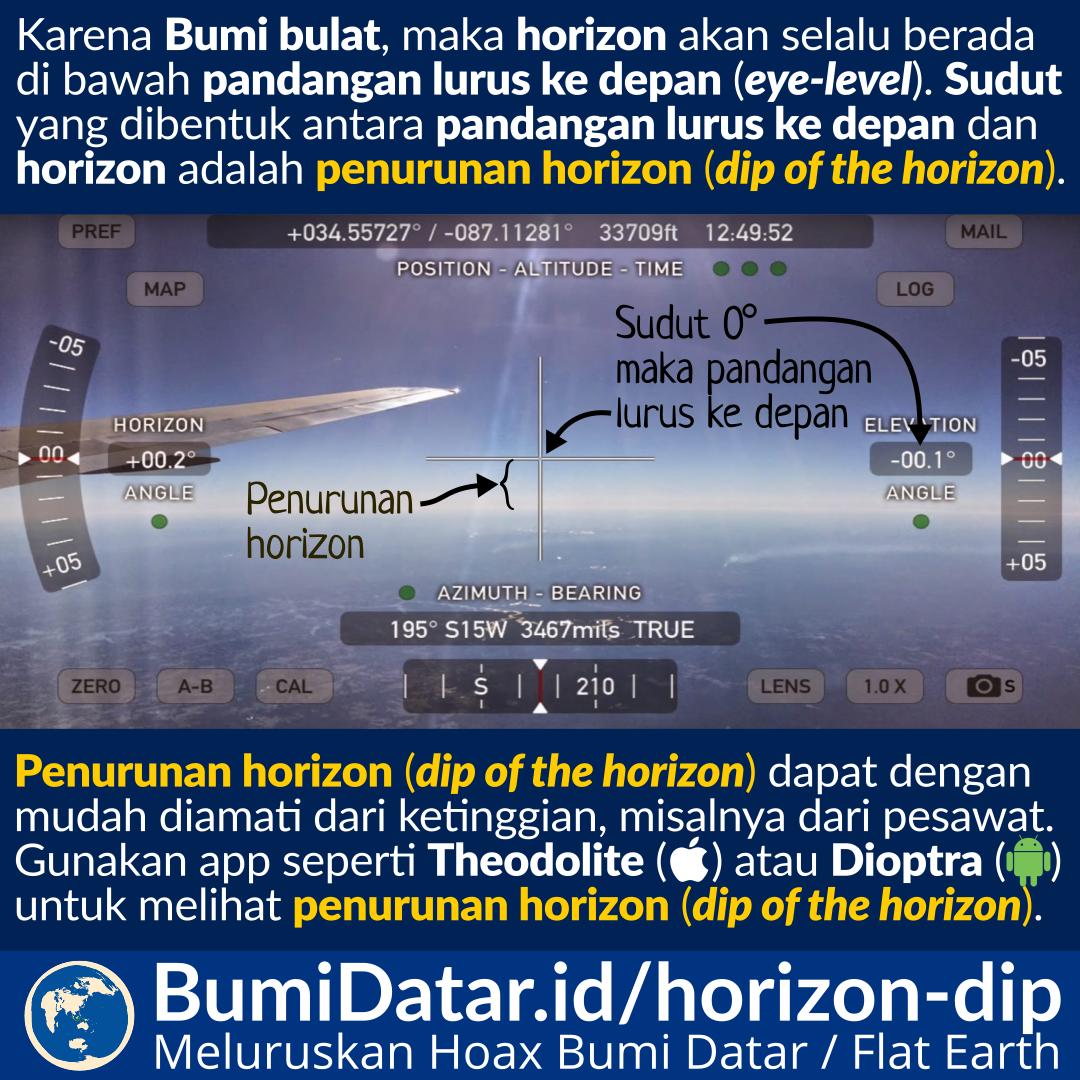 Karena Bumi bulat, maka horizon akan selalu berada
di bawah pandangan lurus ke depan (eye-level). Sudut
yang dibentuk antara pandangan lurus ke depan dan
horizon adalah penurunan horizon (dip of the horizon).
PREF
+034.55727° / -087.11281° 33709ft 12:49:52
MAIL
POSITION - ALTITUDE - TIME
MAP
LOG
Sudut 0°
maka pandangan
lurus ke depan
-05
00
+05
HORIZON
+00.2°
ANGLE
ELEVATION
-00.1°
ANGLE
-05
00
+05
Penurunan
horizon
AZIMUTH - BEARING
195° S15W 3467mils TRUE
ZERO
A-B
CAL
S
210
LENS
1.0 X
S
Penurunan horizon (dip of the horizon) dapat dengan
mudah diamati dari ketinggian, misalnya dari pesawat.
Gunakan app seperti Theodolite () atau Dioptra ()
untuk melihat penurunan horizon (dip of the horizon).
BumiDatar.id/horizon-dip
Meluruskan Hoax Bumi Datar / Flat Earth